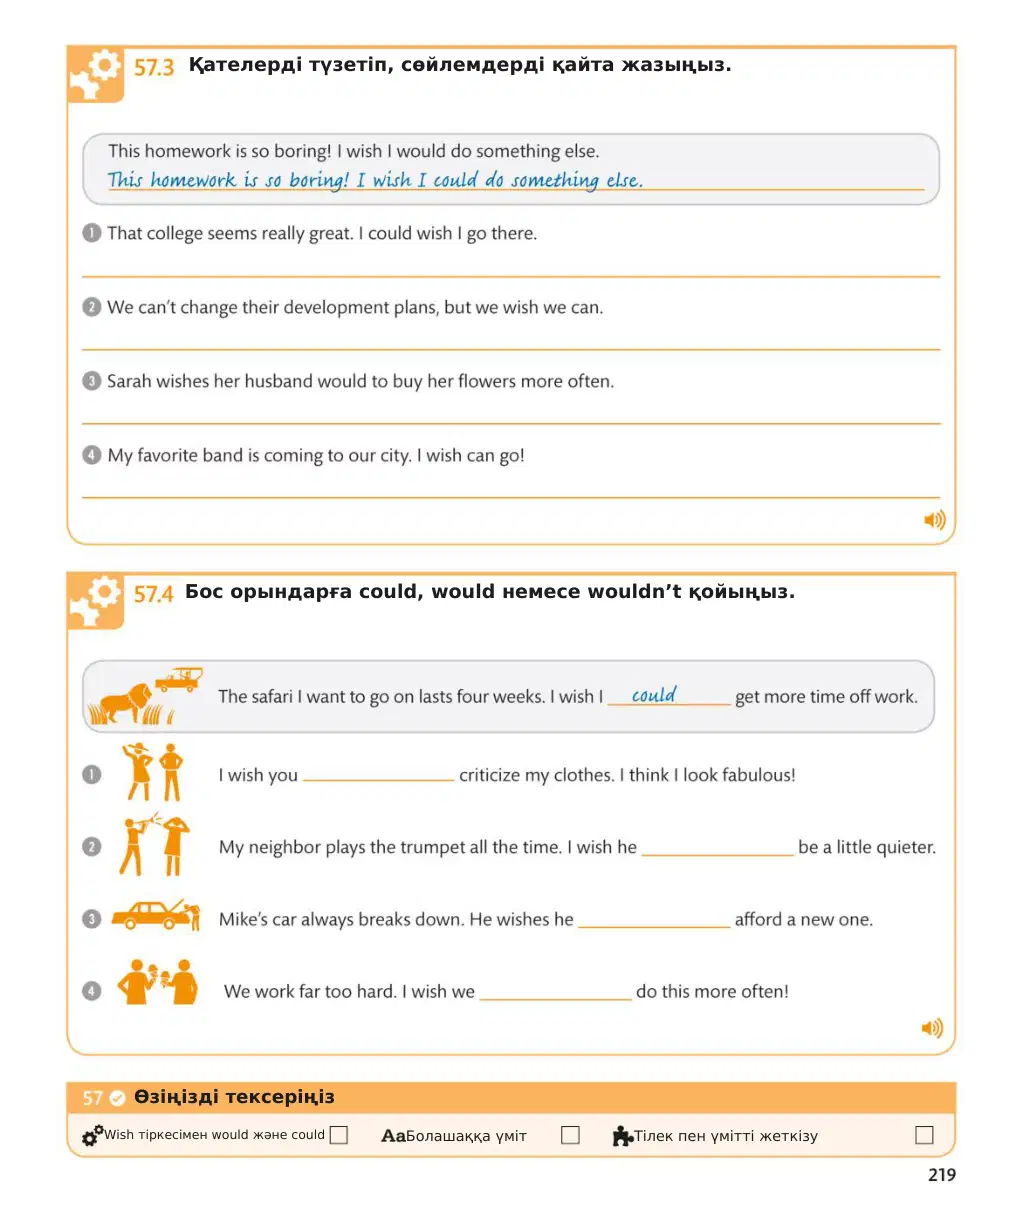 57.3 Қателерді түзетіп, сөйлемдерді қайта жазыңыз.
This homework is so boring! I wish I would do something else.
This homework is so boring! I wish I could do something else.
1 That college seems really great. I could wish I go there.
2 We can't change their development plans, but we wish we can.
3 Sarah wishes her husband would to buy her flowers more often.
4 My favorite band is coming to our city. I wish can go!
57.4 Бос орындарға could, would немесе wouldn't қойыңыз.
The safari I want to go on lasts four weeks. I wish I could get more time off work.
1 I wish you criticize my clothes. I think I look fabulous!
2 My neighbor plays the trumpet all the time. I wish he be a little quieter.
3 Mike's car always breaks down. He wishes he afford a new one.
4 We work far too hard. I wish we do this more often!
57 Өзіңізді тексеріңіз
Wish тіркесімен would және could Aa Болашаққа үміт Тілек пен үмітті жеткізу
219